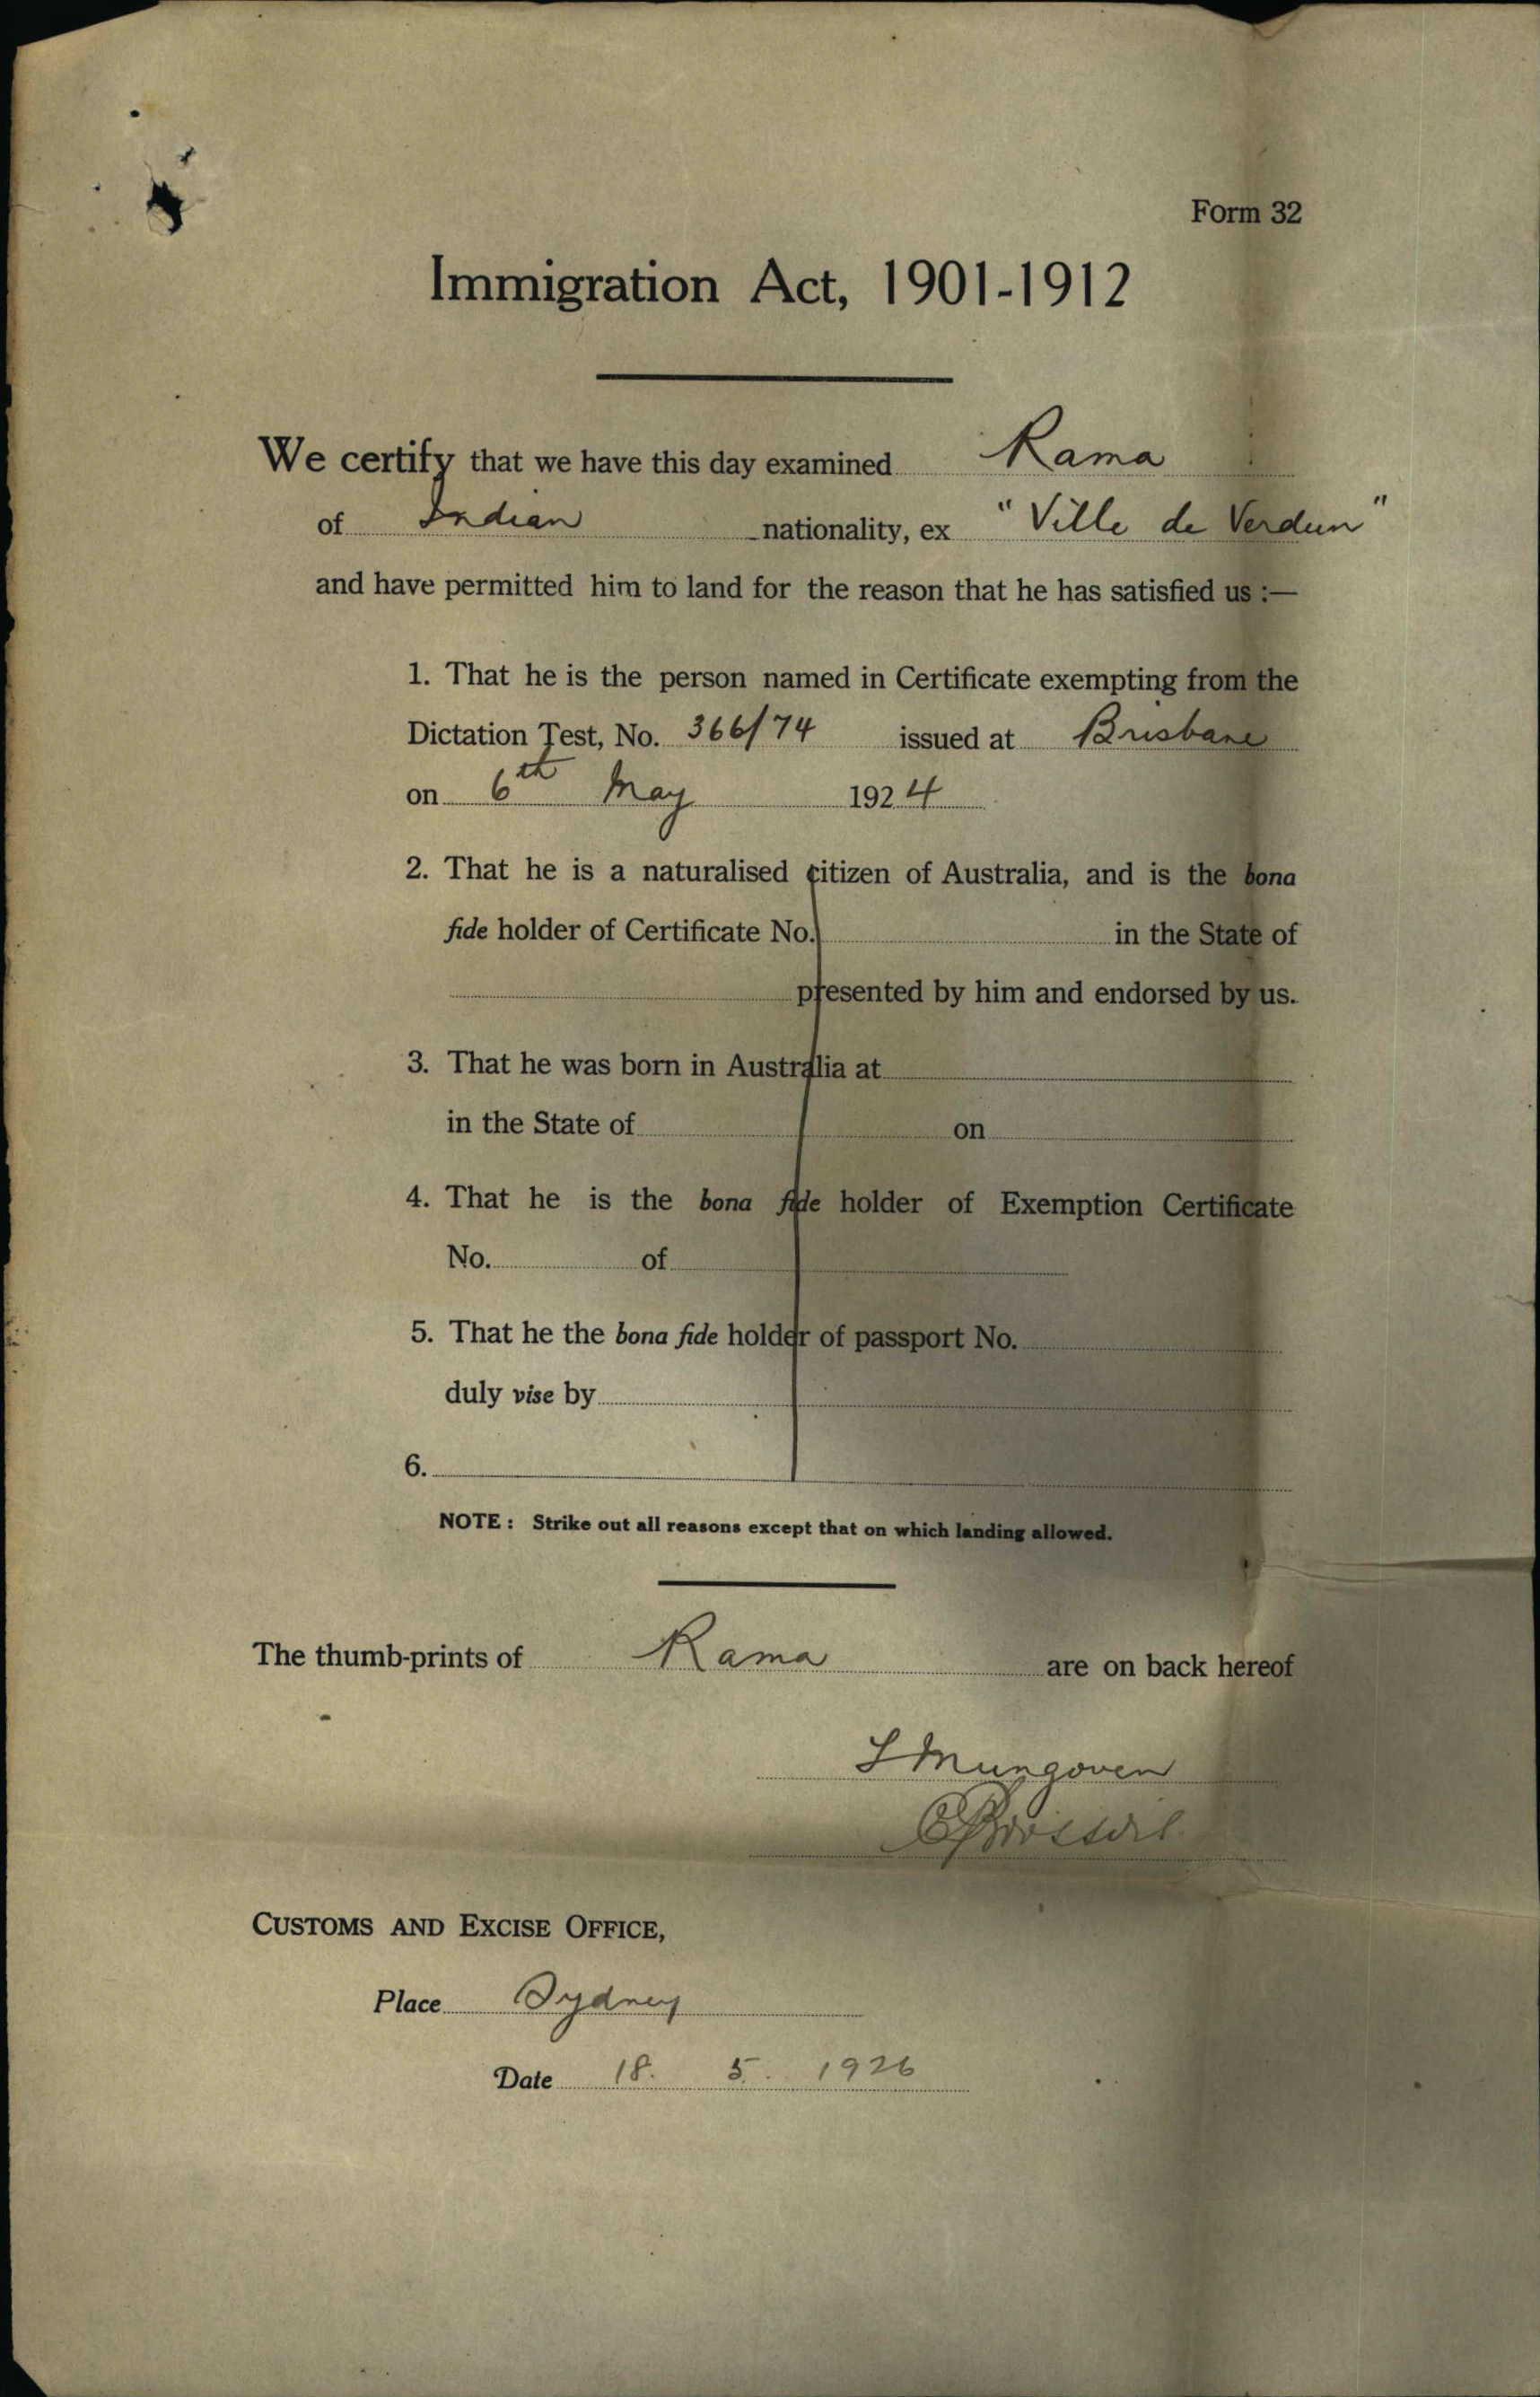 Form 32
Immigration Act, 1901-1912
We certify that we have this day examined Rama
of Indian nationality, ex "Ville de Verdun"
and have permitted him to land for the reason that he has satisfied us :—
1. That he is the person named in Certificate exempting from the
Dictation Test, No. 366/74 issued at Brisbane
on 6th May 1924
2. That he is a naturalised citizen of Australia, and is the bona
fide holder of Certificate No. in the State of
presented by him and endorsed by us.
3. That he was born in Australia at
in the State of on
4. That he is the bona fide holder of Exemption Certificate
No. of
5. That he the bona fide holder of passport No.
duly vise by
6.
NOTE : Strike out all reasons except that on which landing allowed.
The thumb-prints of Rama are on back hereof
Mungoven
CUSTOMS AND EXCISE OFFICE,
Place Sydney
Date 18. 5. 1926